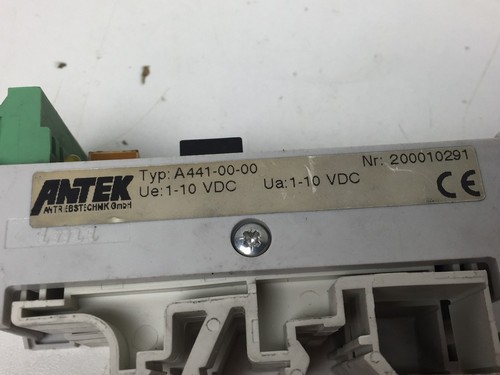 ANTEK
ANTRIEBSTECHNIK GmbH
Typ: A441-00-00
Nr: 200010291
Ue:1-10 VDC Ua:1-10 VDC
CE